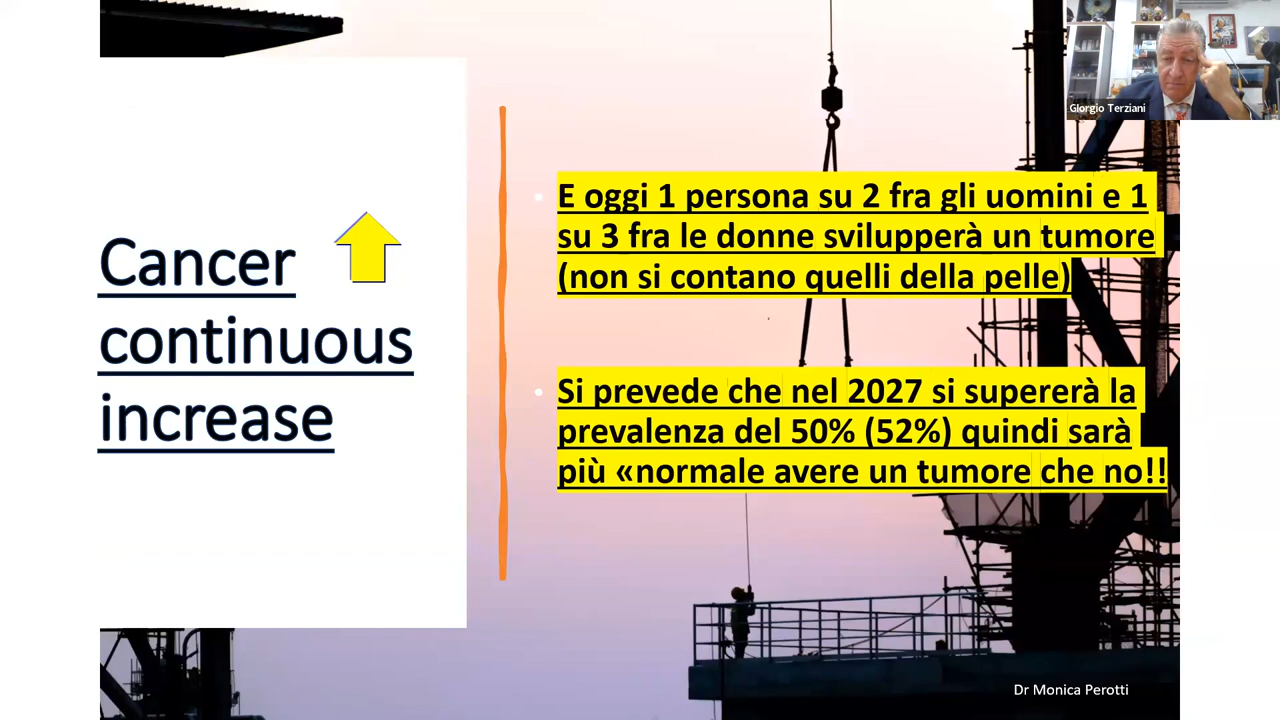 Giorgio Terziani
Cancer
continuous
increase
E oggi 1 persona su 2 fra gli uomini e 1
su 3 fra le donne svilupperà un tumore
(non si contano quelli della pelle)
Si prevede che nel 2027 si supererà la
prevalenza del 50% (52%) quindi sarà
più «normale avere un tumore che no!!
Dr Monica Perotti